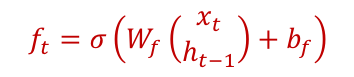 f_t = σ(W_f (x_t h_{t-1}) + b_f)